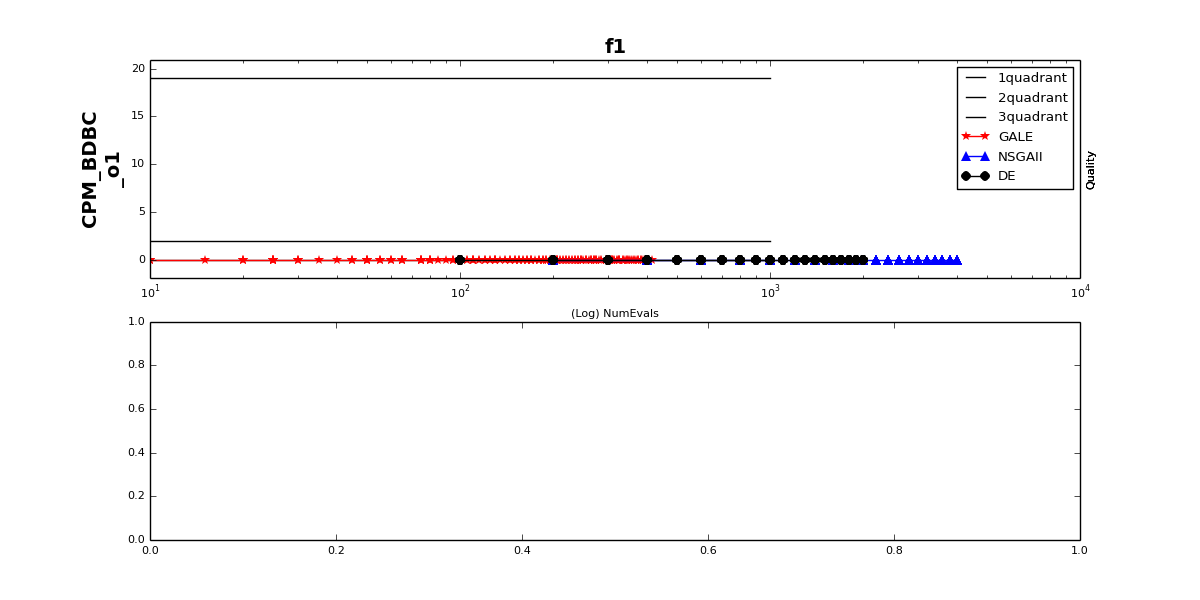 f1
CPM_BDBC
_o1
20
15
10
5
0
1quadrant
2quadrant
3quadrant
GALE
NSGAII
DE
Quality
10^1
10^2
10^3
10^4
(Log) NumEvals
1.0
0.8
0.6
0.4
0.2
0.0
0.0
0.2
0.4
0.6
0.8
1.0